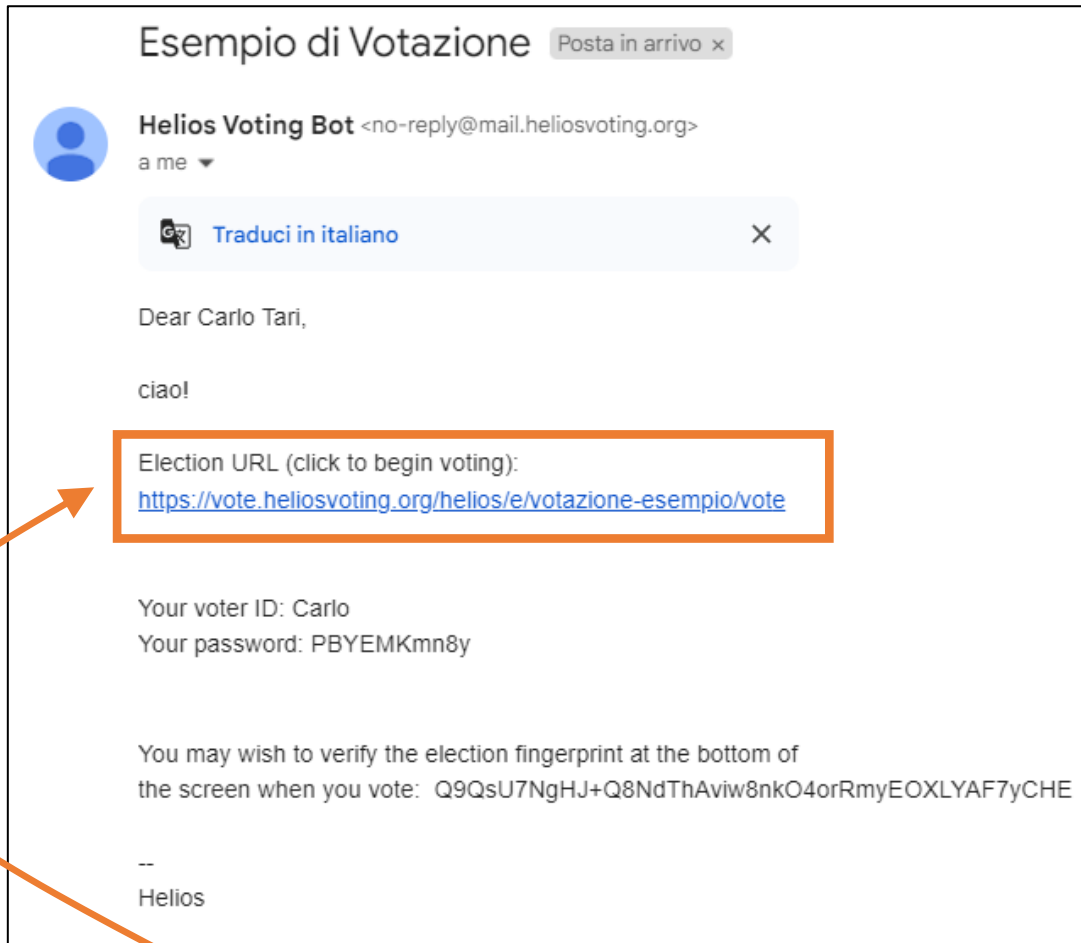 Esempio di Votazione Posta in arrivo ×
Helios Voting Bot <no-reply@mail.heliosvoting.org>
a me
Traduci in italiano
Dear Carlo Tari,
ciao!
Election URL (click to begin voting):
https://vote.heliosvoting.org/helios/e/votazione-esempio/vote
Your voter ID: Carlo
Your password: PBYEMKmn8y
You may wish to verify the election fingerprint at the bottom of
the screen when you vote: Q9QsU7NgHJ+Q8NdThAviw8nkO4orRmyEOXLYAF7yCHE
--
Helios